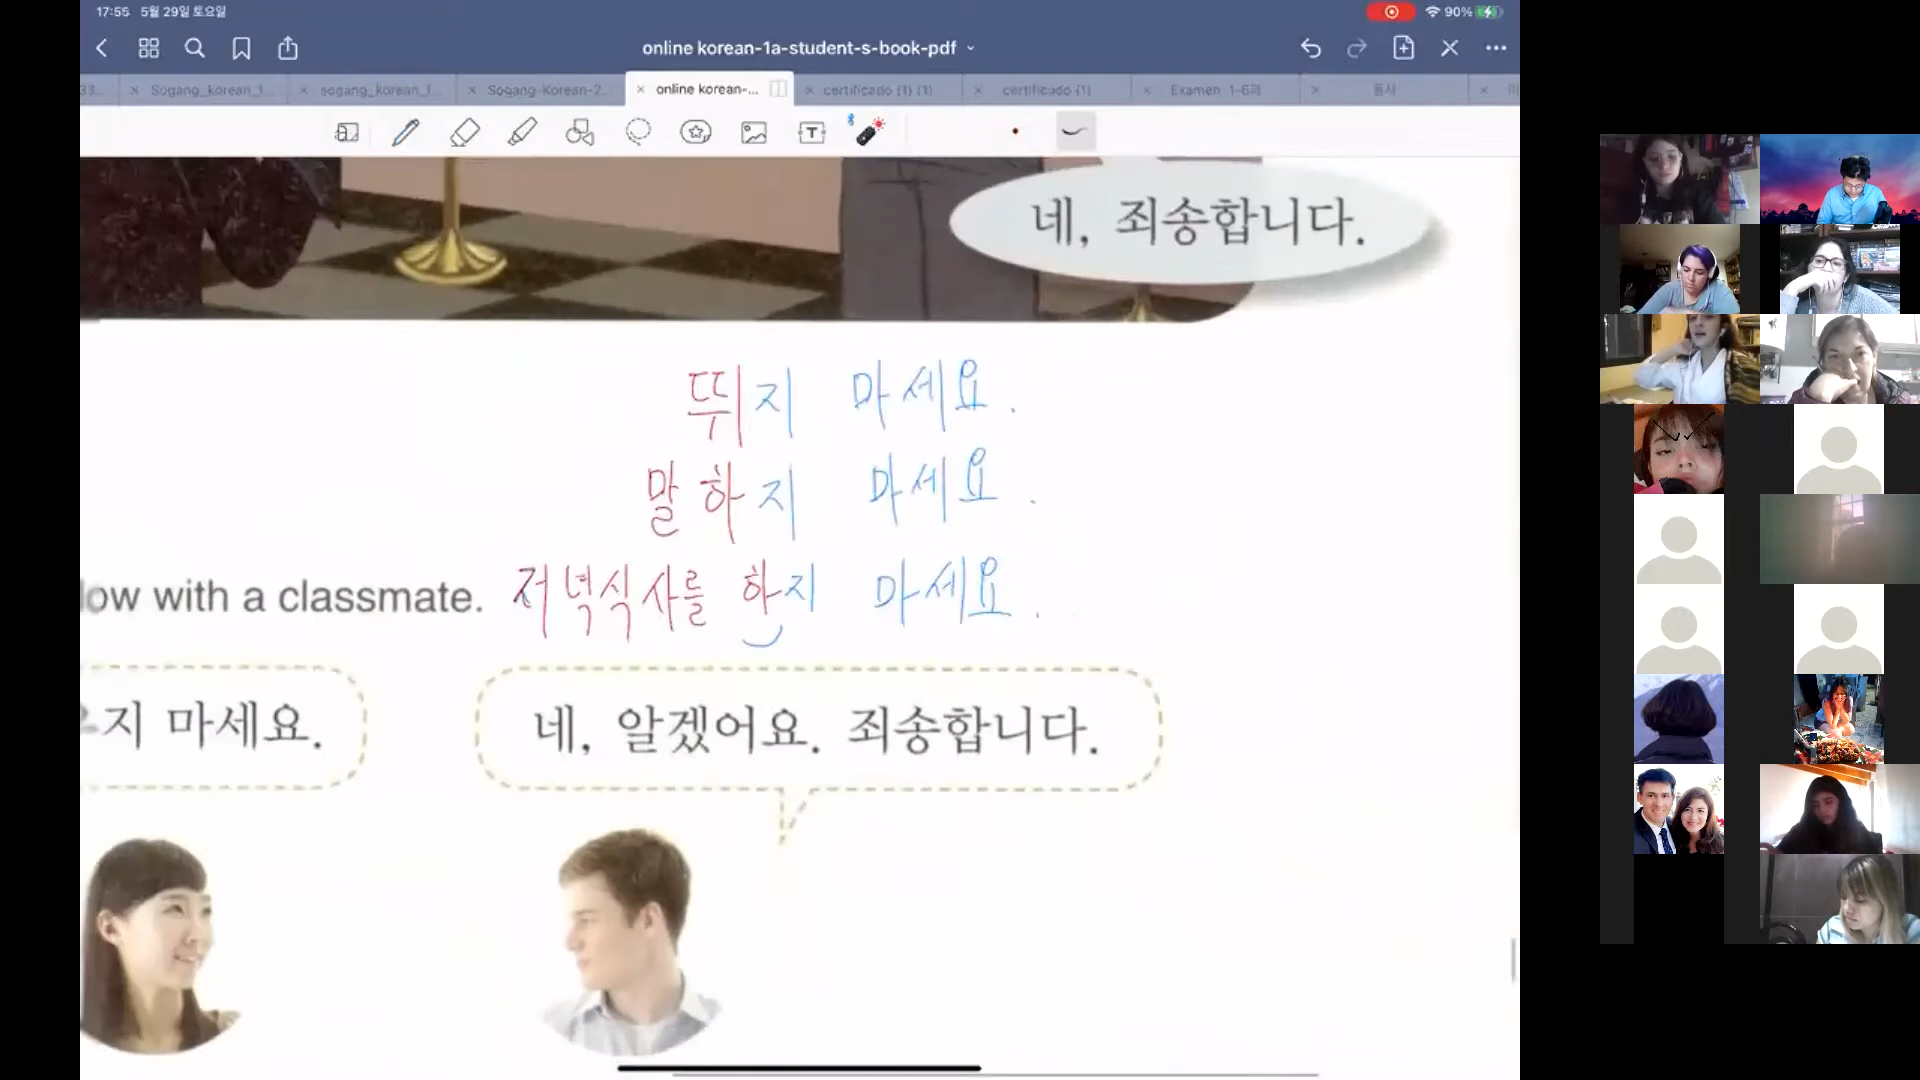 17:55 5월 29일 토요일
90%
online korean-1a-student-s-book-pdf
33...
Sogang_korean_1...
sogang_korean_1...
Sogang-Korean-2...
online korean-...
certificado (1) (1)
certificado (1)
Examen 1-6과
동사
네, 죄송합니다.
뛰지 마세요.
말하지 마세요.
low with a classmate. 저녁식사를 하지 마세요.
지 마세요.
네, 알겠어요. 죄송합니다.